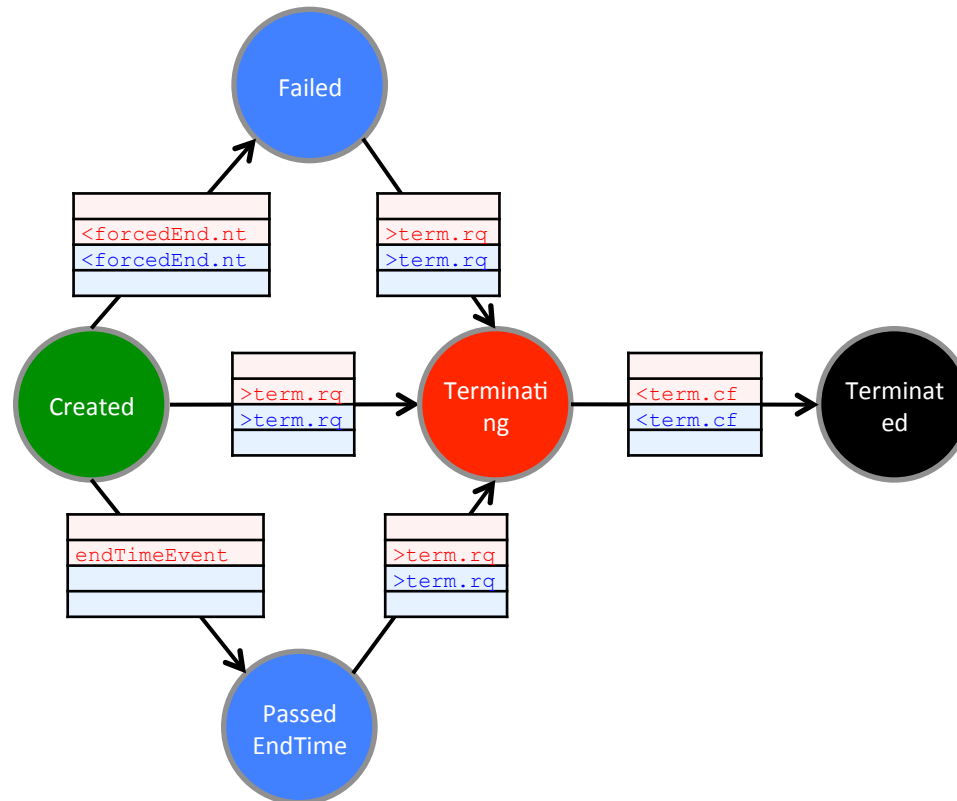 Failed
<forcedEnd.nt
<forcedEnd.nt
>term.rq
>term.rq
Created
>term.rq
>term.rq
Terminati
ng
<term.cf
<term.cf
Terminat
ed
endTimeEvent
>term.rq
>term.rq
Passed
EndTime